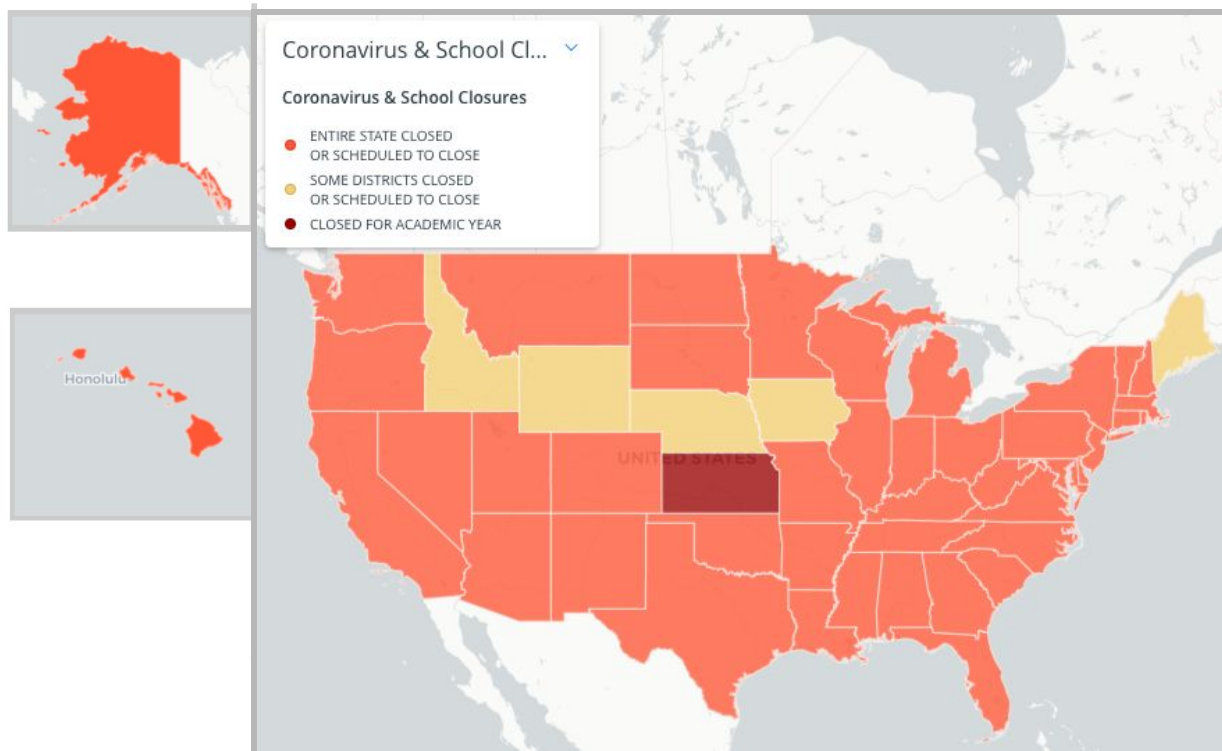 Coronavirus & School Cl...
Coronavirus & School Closures
ENTIRE STATE CLOSED
OR SCHEDULED TO CLOSE
SOME DISTRICTS CLOSED
OR SCHEDULED TO CLOSE
CLOSED FOR ACADEMIC YEAR
Honolulu
UNITED STATES